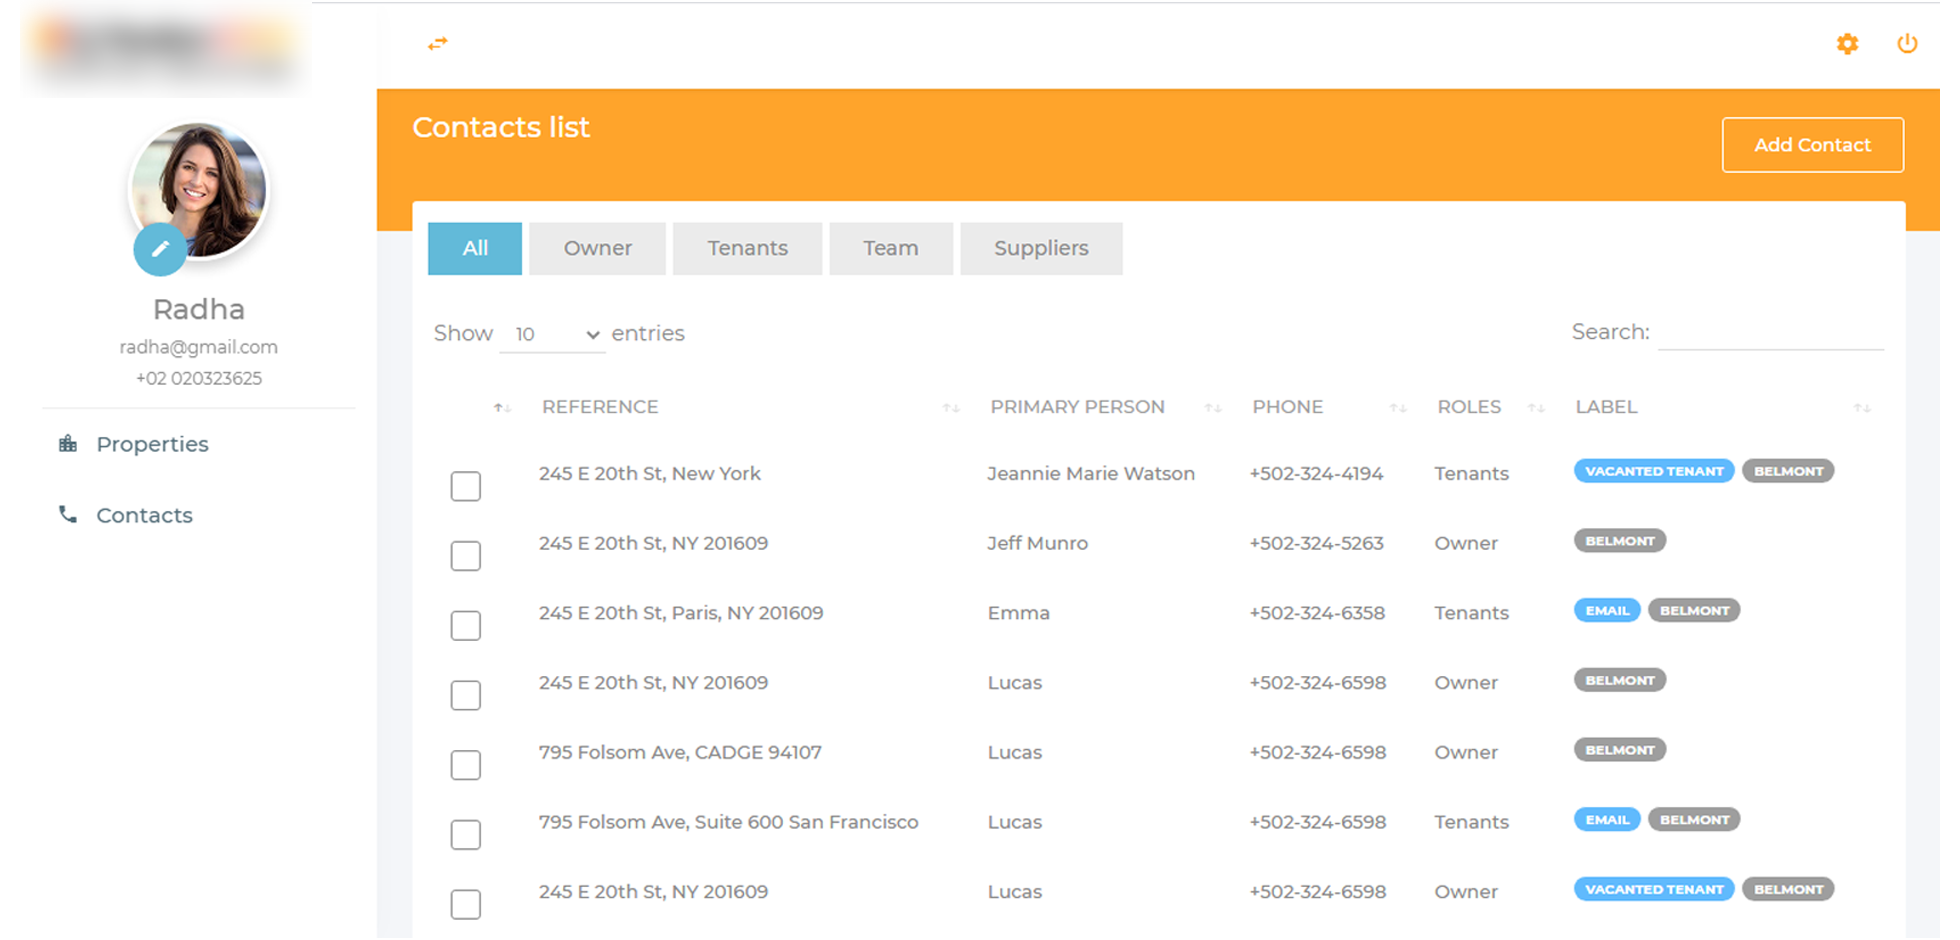 Contacts list
Add Contact
All Owner Tenants Team Suppliers
Radha
radha@gmail.com
+02 020323625
Properties
Contacts
Show 10 entries
Search:
REFERENCE PRIMARY PERSON PHONE ROLES LABEL
245 E 20th St, New York Jeannie Marie Watson +502-324-4194 Tenants VACANTED TENANT BELMONT
245 E 20th St, NY 201609 Jeff Munro +502-324-5263 Owner BELMONT
245 E 20th St, Paris, NY 201609 Emma +502-324-6358 Tenants EMAIL BELMONT
245 E 20th St, NY 201609 Lucas +502-324-6598 Owner BELMONT
795 Folsom Ave, CADGE 94107 Lucas +502-324-6598 Owner BELMONT
795 Folsom Ave, Suite 600 San Francisco Lucas +502-324-6598 Tenants EMAIL BELMONT
245 E 20th St, NY 201609 Lucas +502-324-6598 Owner VACANTED TENANT BELMONT